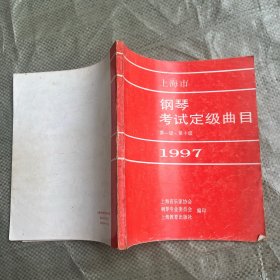 上海市
钢琴
考试定级曲目
第一级—第十级
1997
上海音乐家协会
钢琴专业委员会 编印
上海教育出版社